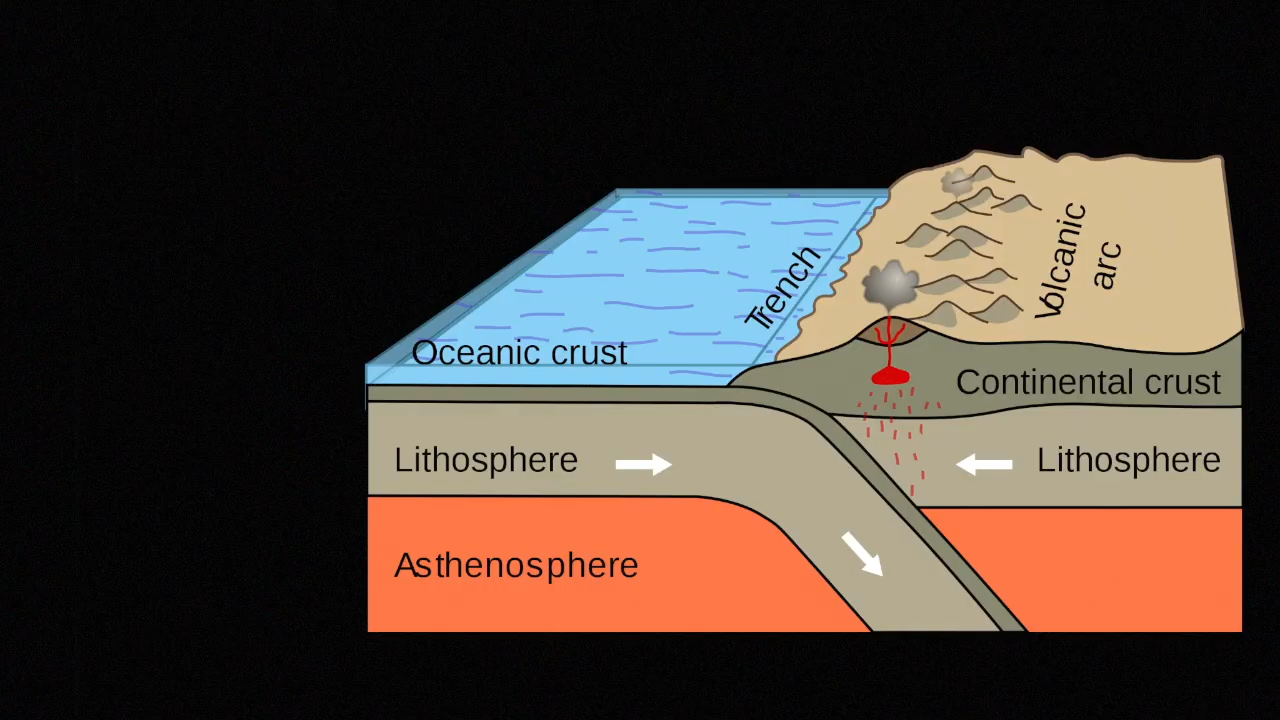 Volcanic
arc
Trench
Oceanic crust
Continental crust
Lithosphere
Lithosphere
Asthenosphere